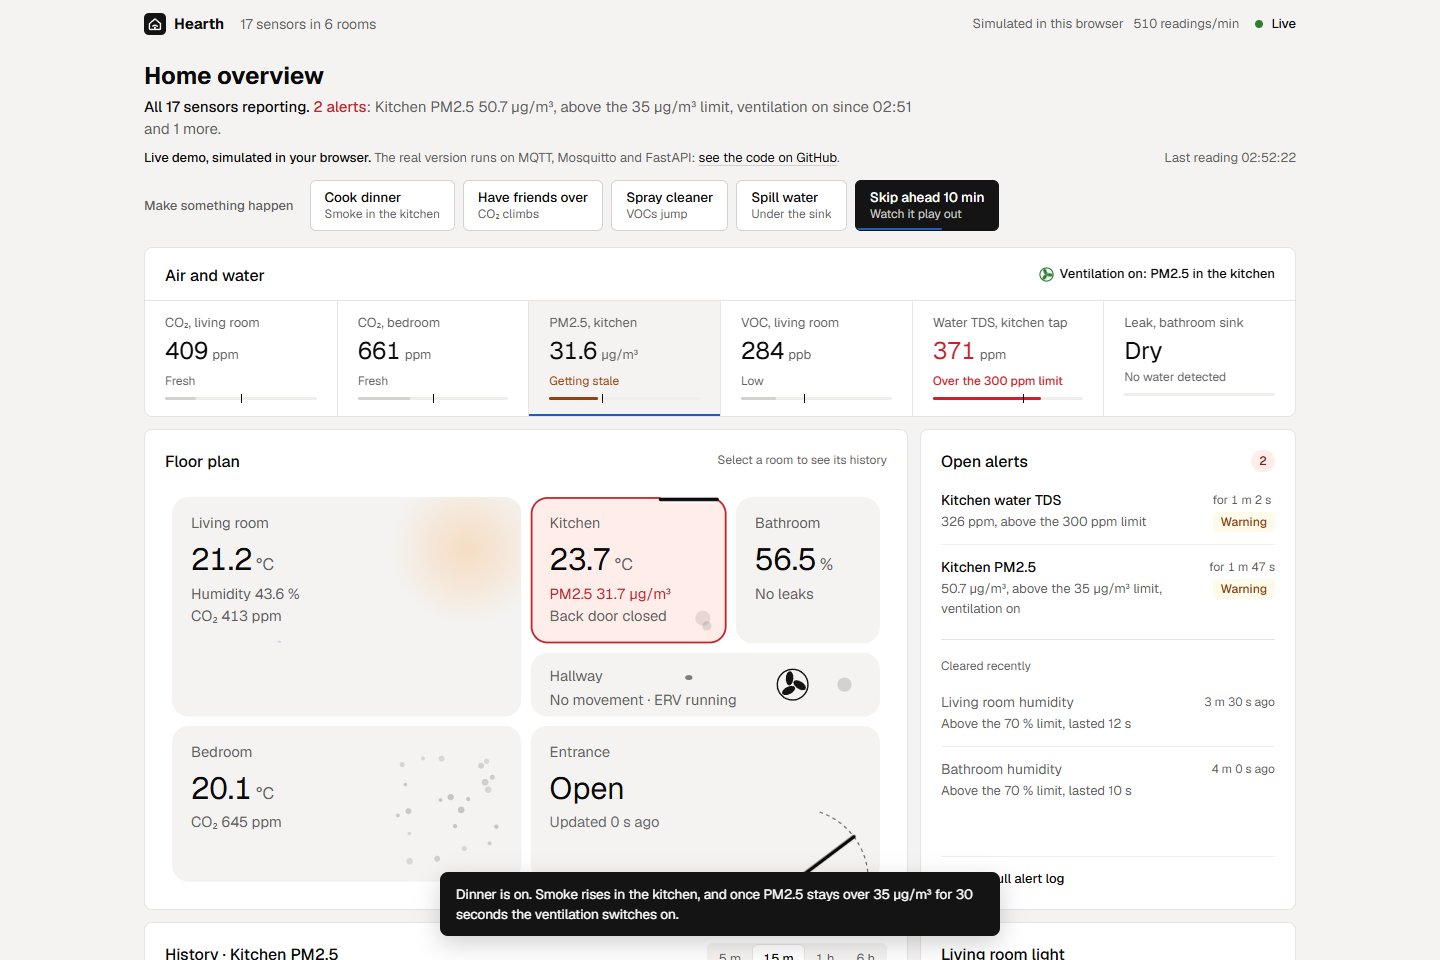 Hearth 17 sensors in 6 rooms
Simulated in this browser 510 readings/min Live
Home overview
All 17 sensors reporting. 2 alerts: Kitchen PM2.5 50.7 µg/m³, above the 35 µg/m³ limit, ventilation on since 02:51
and 1 more.
Live demo, simulated in your browser. The real version runs on MQTT, Mosquitto and FastAPI: see the code on GitHub.
Last reading 02:52:22
Make something happen
Cook dinner
Smoke in the kitchen
Have friends over
CO₂ climbs
Spray cleaner
VOCs jump
Spill water
Under the sink
Skip ahead 10 min
Watch it play out
Air and water
Ventilation on: PM2.5 in the kitchen
CO₂, living room
409 ppm
Fresh
CO₂, bedroom
661 ppm
Fresh
PM2.5, kitchen
31.6 µg/m³
Getting stale
VOC, living room
284 ppb
Low
Water TDS, kitchen tap
371 ppm
Over the 300 ppm limit
Leak, bathroom sink
Dry
No water detected
Floor plan
Select a room to see its history
Living room
21.2 °C
Humidity 43.6 %
CO₂ 413 ppm
Kitchen
23.7 °C
PM2.5 31.7 µg/m³
Back door closed
Bathroom
56.5 %
No leaks
Hallway
No movement · ERV running
Bedroom
20.1 °C
CO₂ 645 ppm
Entrance
Open
Updated 0 s ago
Open alerts
2
Kitchen water TDS
for 1 m 2 s
326 ppm, above the 300 ppm limit
Warning
Kitchen PM2.5
for 1 m 47 s
50.7 µg/m³, above the 35 µg/m³ limit,
ventilation on
Warning
Cleared recently
Living room humidity
3 m 30 s ago
Above the 70 % limit, lasted 12 s
Bathroom humidity
4 m 0 s ago
Above the 70 % limit, lasted 10 s
alert log
Dinner is on. Smoke rises in the kitchen, and once PM2.5 stays over 35 µg/m³ for 30
seconds the ventilation switches on.
History · Kitchen PM2.5
5 m 15 m 1 h 6 h
Living room light